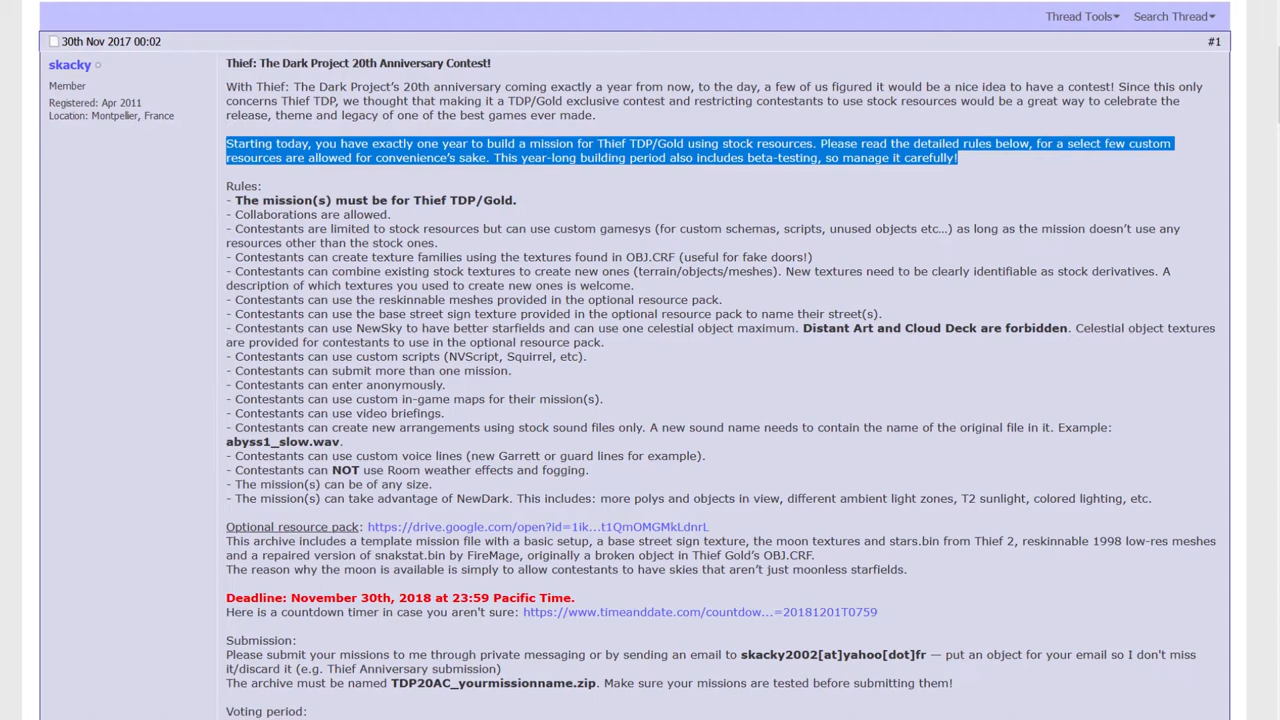 Thread Tools▾ Search Thread▾
30th Nov 2017 00:02 #1
skacky
Member
Registered: Apr 2011
Location: Montpellier, France
Thief: The Dark Project 20th Anniversary Contest!
With Thief: The Dark Project's 20th anniversary coming exactly a year from now, to the day, a few of us figured it would be a nice idea to have a contest! Since this only
concerns Thief TDP, we thought that making it a TDP/Gold exclusive contest and restricting contestants to use stock resources would be a great way to celebrate the
release, theme and legacy of one of the best games ever made.
Starting today, you have exactly one year to build a mission for Thief TDP/Gold using stock resources. Please read the detailed rules below, for a select few custom
resources are allowed for convenience's sake. This year-long building period also includes beta-testing, so manage it carefully!
Rules:
- The mission(s) must be for Thief TDP/Gold.
- Collaborations are allowed.
- Contestants are limited to stock resources but can use custom gamesys (for custom schemas, scripts, unused objects etc...) as long as the mission doesn't use any
resources other than the stock ones.
- Contestants can create texture families using the textures found in OBJ.CRF (useful for fake doors!)
- Contestants can combine existing stock textures to create new ones (terrain/objects/meshes). New textures need to be clearly identifiable as stock derivatives. A
description of which textures you used to create new ones is welcome.
- Contestants can use the reskinnable meshes provided in the optional resource pack.
- Contestants can use the base street sign texture provided in the optional resource pack to name their street(s).
- Contestants can use NewSky to have better starfields and can use one celestial object maximum. Distant Art and Cloud Deck are forbidden. Celestial object textures
are provided for contestants to use in the optional resource pack.
- Contestants can use custom scripts (NVScript, Squirrel, etc).
- Contestants can submit more than one mission.
- Contestants can enter anonymously.
- Contestants can use custom in-game maps for their mission(s).
- Contestants can use video briefings.
- Contestants can create new arrangements using stock sound files only. A new sound name needs to contain the name of the original file in it. Example:
abyss1_slow.wav.
- Contestants can use custom voice lines (new Garrett or guard lines for example).
- Contestants can NOT use Room weather effects and fogging.
- The mission(s) can be of any size.
- The mission(s) can take advantage of NewDark. This includes: more polys and objects in view, different ambient light zones, T2 sunlight, colored lighting, etc.
Optional resource pack: https://drive.google.com/open?id=1ik...t1QmOMGMkLdnrL
This archive includes a template mission file with a basic setup, a base street sign texture, the moon textures and stars.bin from Thief 2, reskinnable 1998 low-res meshes
and a repaired version of snakstat.bin by FireMage, originally a broken object in Thief Gold's OBJ.CRF.
The reason why the moon is available is simply to allow contestants to have skies that aren't just moonless starfields.
Deadline: November 30th, 2018 at 23:59 Pacific Time.
Here is a countdown timer in case you aren't sure: https://www.timeanddate.com/countdow...=20181201T0759
Submission:
Please submit your missions to me through private messaging or by sending an email to skacky2002[at]yahoo[dot]fr — put an object for your email so I don't miss
it/discard it (e.g. Thief Anniversary submission)
The archive must be named TDP20AC_yourmissionname.zip. Make sure your missions are tested before submitting them!
Voting period: